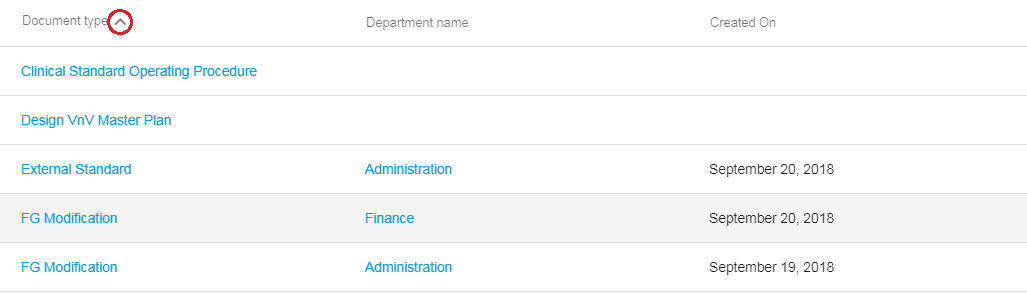 Document type Department name Created On
Clinical Standard Operating Procedure
Design VnV Master Plan
External Standard Administration September 20, 2018
FG Modification Finance September 20, 2018
FG Modification Administration September 19, 2018